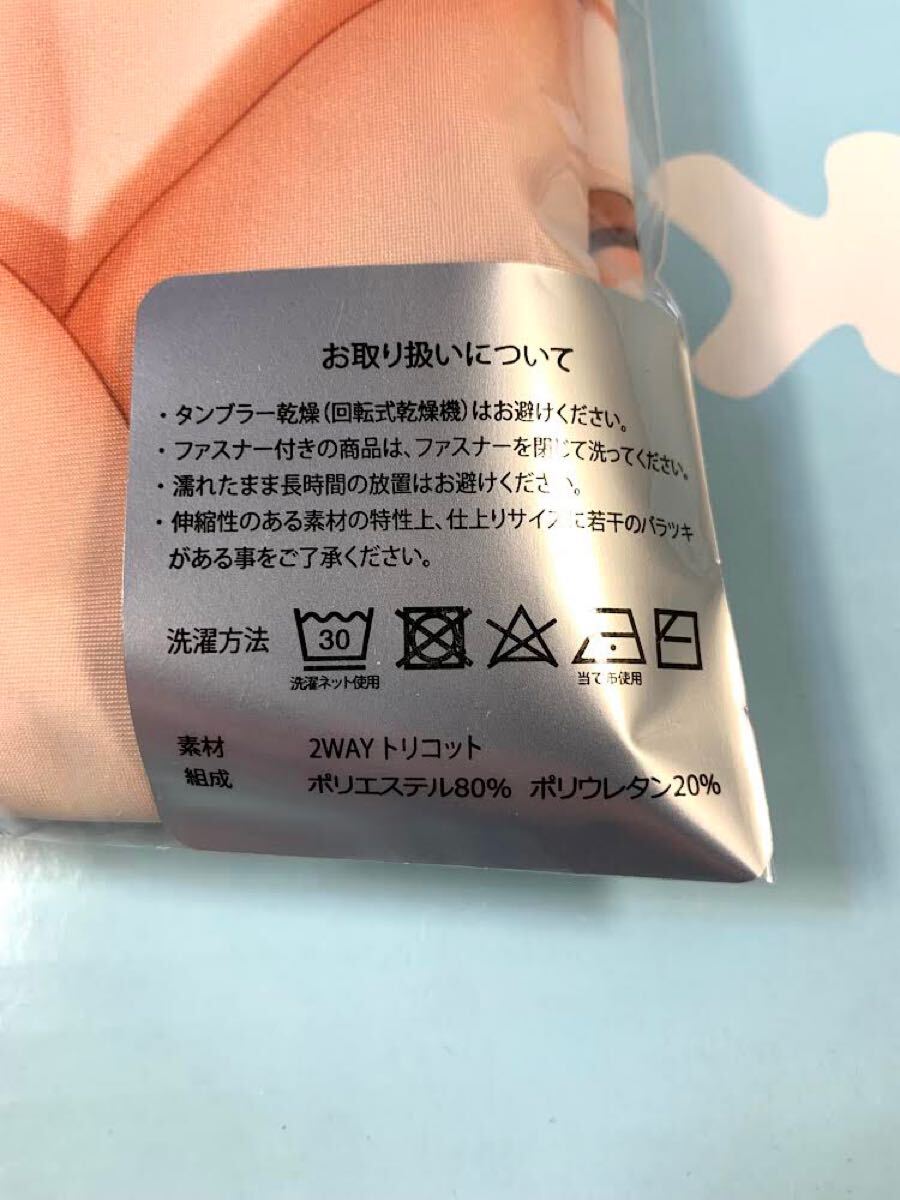 お取り扱いについて
・タンブラー乾燥(回転式乾燥機)はお避けください。
・ファスナー付きの商品は、ファスナーを閉じて洗ってください。
・濡れたまま長時間の放置はお避けください。
・伸縮性のある素材の特性上、仕上りサイズに若干のバラツキ
がある事をご了承ください。
洗濯方法 30
洗濯ネット使用 当て布使用
素材 2WAYトリコット
組成 ポリエステル80% ポリウレタン20%